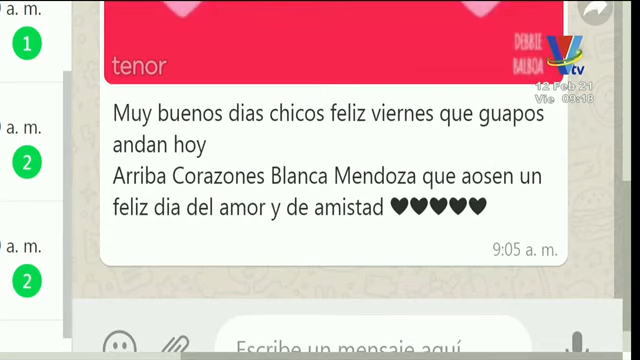 a. m.
1
a. m.
2
a. m.
2
tenor
DEBBIE
BALBOA
V
tv
12 Feb 21
Vie 09:18
Muy buenos dias chicos feliz viernes que guapos
andan hoy
Arriba Corazones Blanca Mendoza que aosen un
feliz dia del amor y de amistad ♥♥♥♥♥
9:05 a. m.
Escribe un mensaje aquí